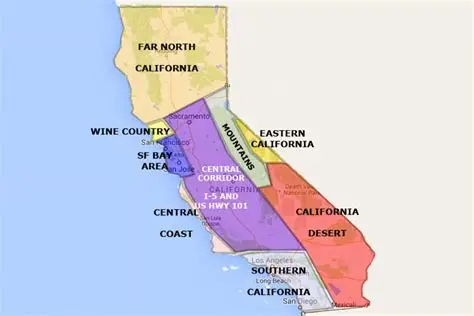 FAR NORTH
CALIFORNIA
Sacramento
WINE COUNTRY
San Francisco
MOUNTAINS
EASTERN
CALIFORNIA
SF BAY
AREA
San Jose
CENTRAL
CORRIDOR
CALIFORNIA
I-5 AND
US HWY 101
Death Valley
National Park
CENTRAL
COAST
San Luis
Obispo
CALIFORNIA
DESERT
Los Angeles
SOUTHERN
Long Beach
CALIFORNIA
San Diego
Mexicali